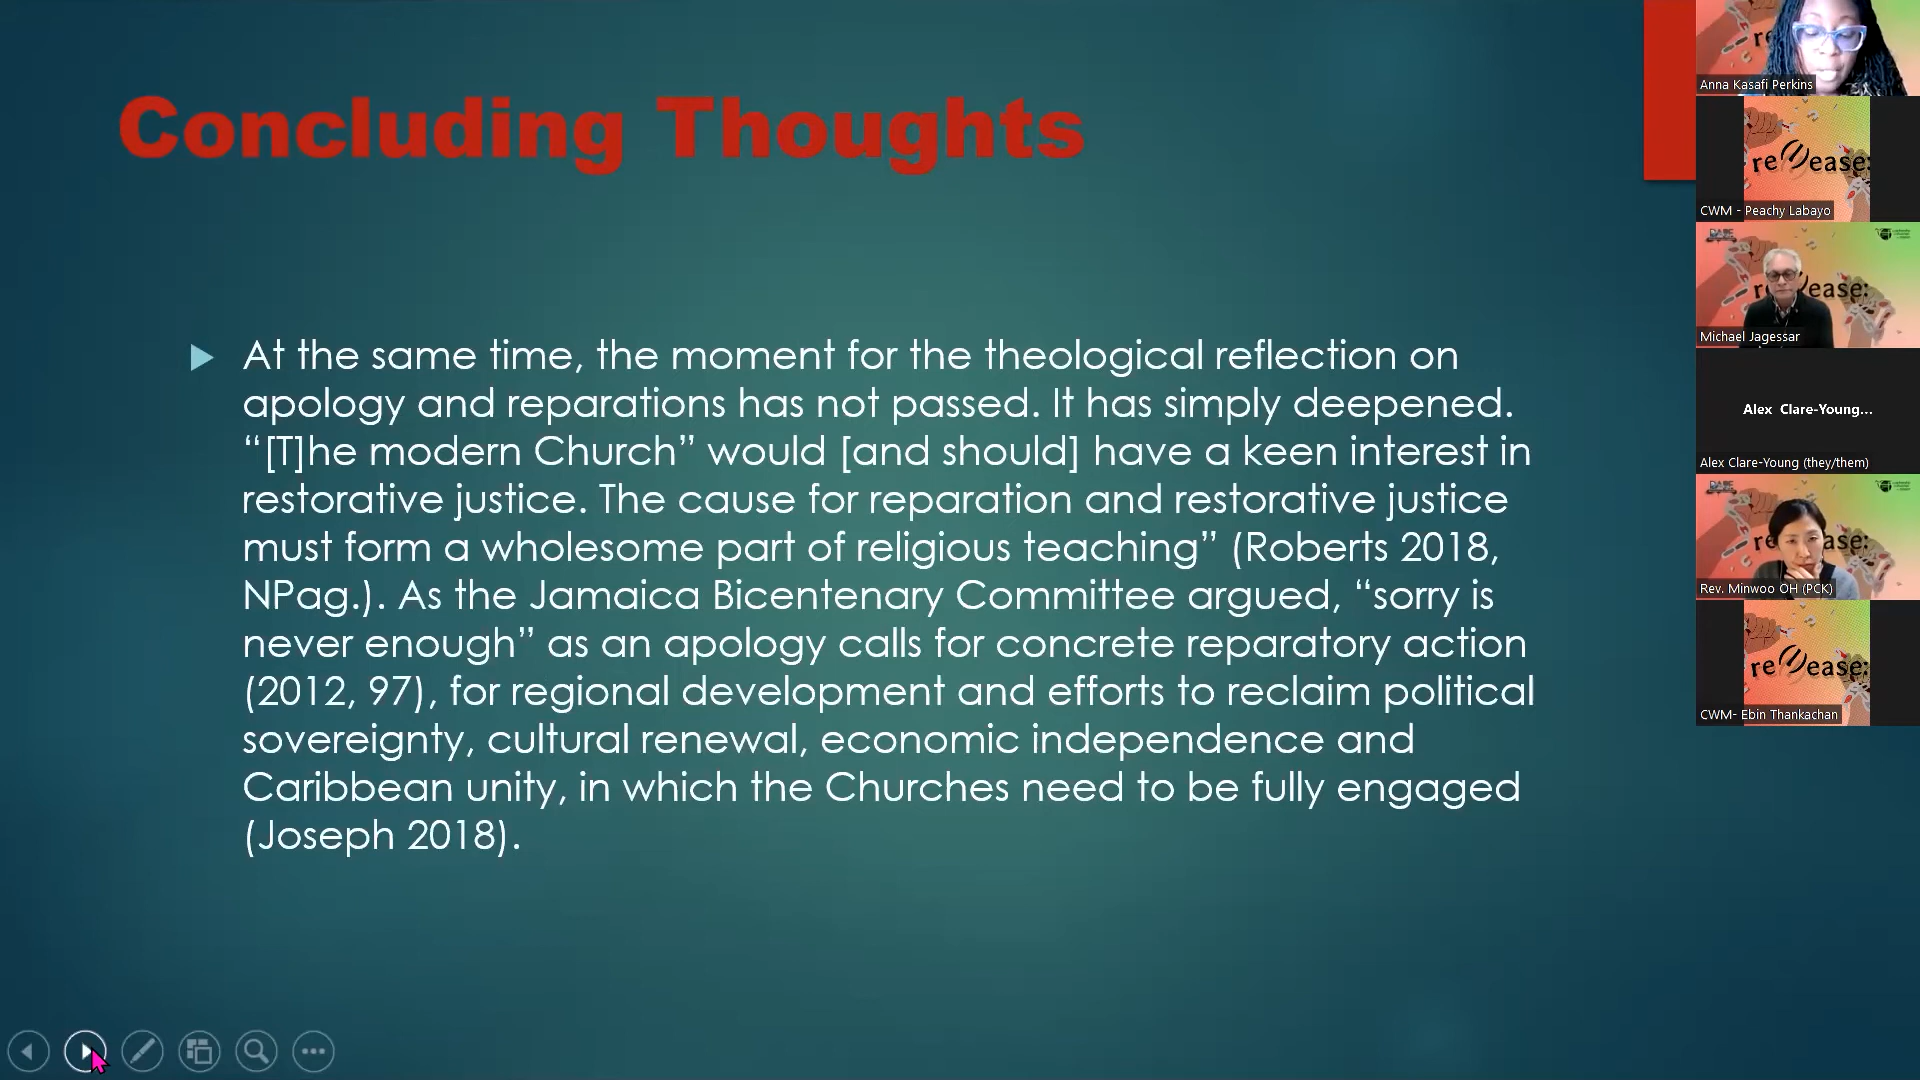 Concluding Thoughts
At the same time, the moment for the theological reflection on
apology and reparations has not passed. It has simply deepened.
“[T]he modern Church” would [and should] have a keen interest in
restorative justice. The cause for reparation and restorative justice
must form a wholesome part of religious teaching” (Roberts 2018,
NPag.). As the Jamaica Bicentenary Committee argued, “sorry is
never enough” as an apology calls for concrete reparatory action
(2012, 97), for regional development and efforts to reclaim political
sovereignty, cultural renewal, economic independence and
Caribbean unity, in which the Churches need to be fully engaged
(Joseph 2018).
Anna Kasafi Perkins
CWM - Peachy Labayo
Michael Jagessar
Alex Clare-Young...
Alex Clare-Young (they/them)
Rev. Minwoo OH (PCK)
CWM- Ebin Thankachan